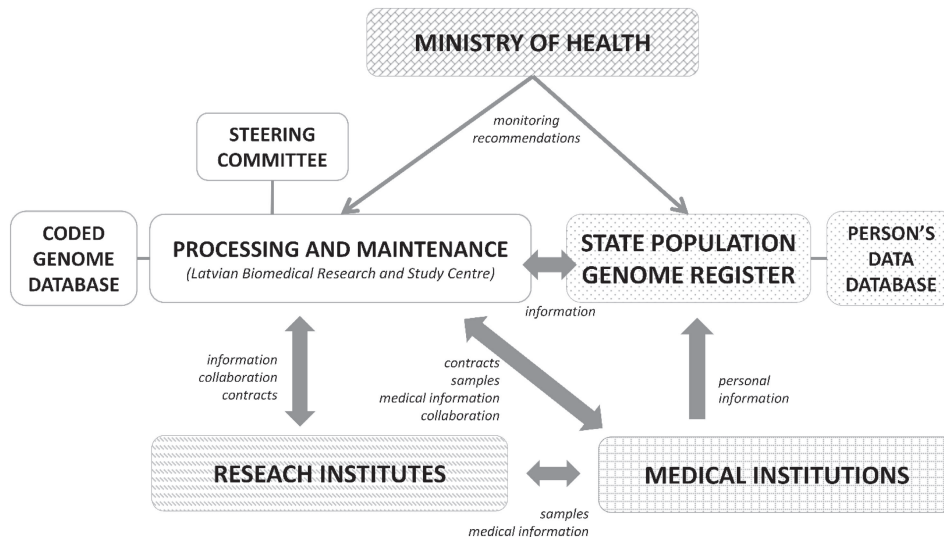 MINISTRY OF HEALTH
monitoring
recommendations
STEERING
COMMITTEE
CODED
GENOME
DATABASE
PROCESSING AND MAINTENANCE
(Latvian Biomedical Research and Study Centre)
STATE POPULATION
GENOME REGISTER
PERSON'S
DATA
DATABASE
information
information
collaboration
contracts
contracts
samples
medical information
collaboration
personal
information
RESEACH INSTITUTES
MEDICAL INSTITUTIONS
samples
medical information